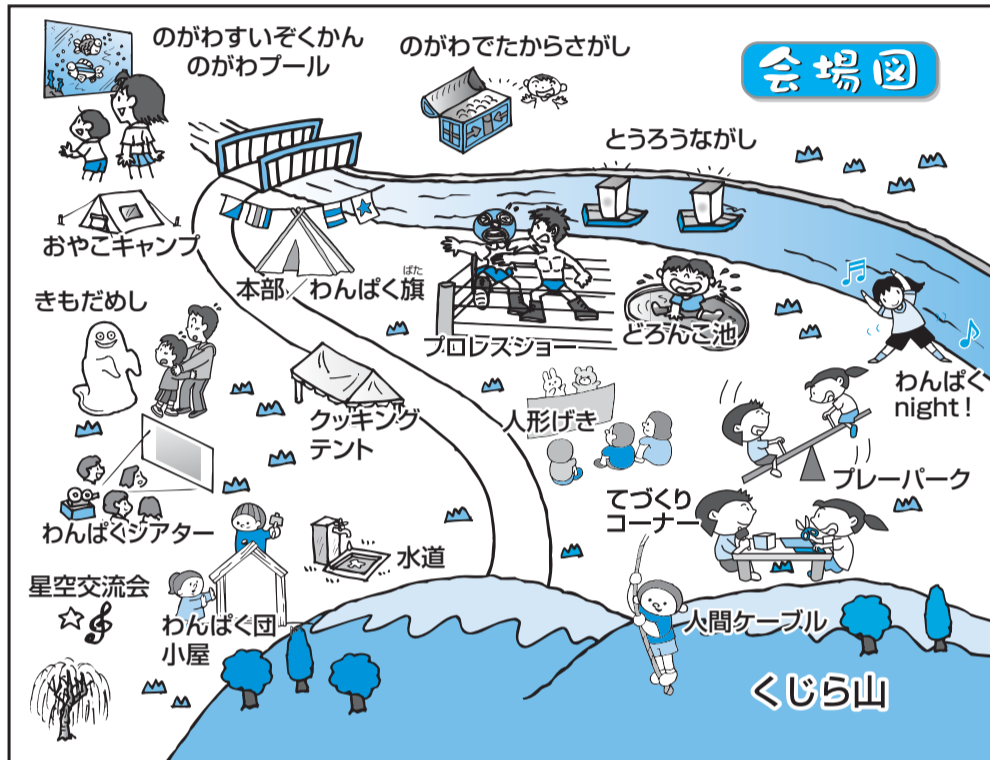 会場図
のがわすいぞくかん
のがわプール
のがわでたからさがし
とうろうながし
おやこキャンプ
本部／わんぱく旗
ばた
きもだめし
プロレスショー
どろんこ池
わんぱく
night！
クッキング
テント
人形げき
プレーパーク
わんぱくシアター
てづくり
コーナー
水道
星空交流会
わんぱく団
小屋
人間ケーブル
くじら山